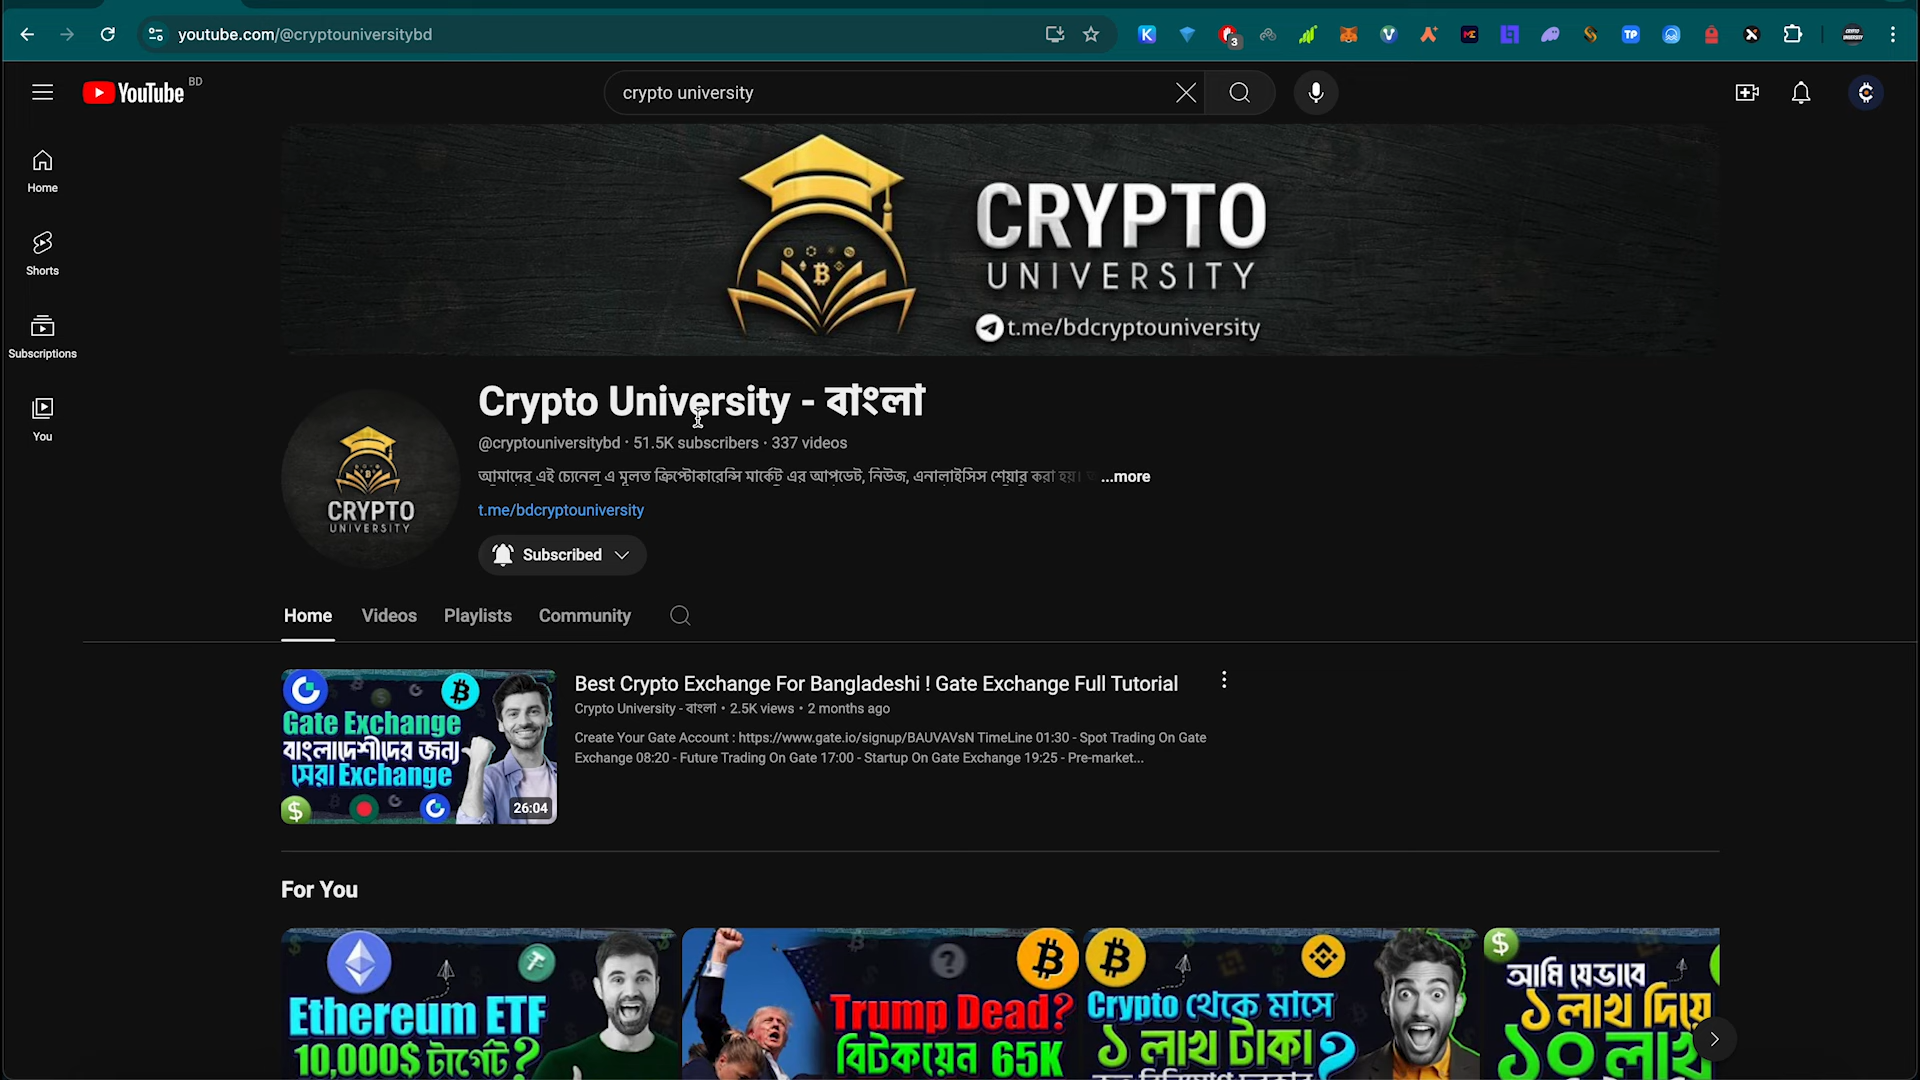 youtube.com/@cryptouniversitybd
3
YouTube BD
crypto university
Home
Shorts
Subscriptions
You
CRYPTO
UNIVERSITY
t.me/bdcryptouniversity
CRYPTO
UNIVERSITY
Crypto University - বাংলা
@cryptouniversitybd · 51.5K subscribers · 337 videos
আমাদের এই চ্যেনেল এ মূলত ক্রিপ্টোকারেন্সি মার্কেট এর আপডেট, নিউজ, এনালাইসিস শেয়ার করা হয়। ...more
t.me/bdcryptouniversity
Subscribed
Home Videos Playlists Community
Gate Exchange
বাংলাদেশীদের জন্য
সেরা Exchange
26:04
Best Crypto Exchange For Bangladeshi ! Gate Exchange Full Tutorial
Crypto University - বাংলা • 2.5K views • 2 months ago
Create Your Gate Account : https://www.gate.io/signup/BAUVAVsN TimeLine 01:30 - Spot Trading On Gate
Exchange 08:20 - Future Trading On Gate 17:00 - Startup On Gate Exchange 19:25 - Pre-market...
For You
Ethereum ETF
10,000$ টার্গেট?
Trump Dead?
বিটকয়েন 65K
Crypto থেকে মাসে
১ লাখ টাকা?
আমি যেভাবে
১ লাখ দিয়ে
১০ লাখ